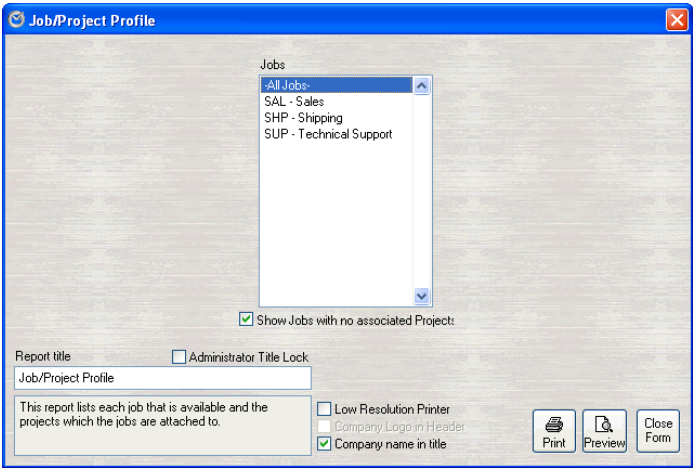 Job/Project Profile
Jobs
-All Jobs-
SAL - Sales
SHP - Shipping
SUP - Technical Support
Show Jobs with no associated Projects
Report title
Administrator Title Lock
Job/Project Profile
This report lists each job that is available and the
projects which the jobs are attached to.
Low Resolution Printer
Company Logo in Header
Company name in title
Print
Preview
Close
Form